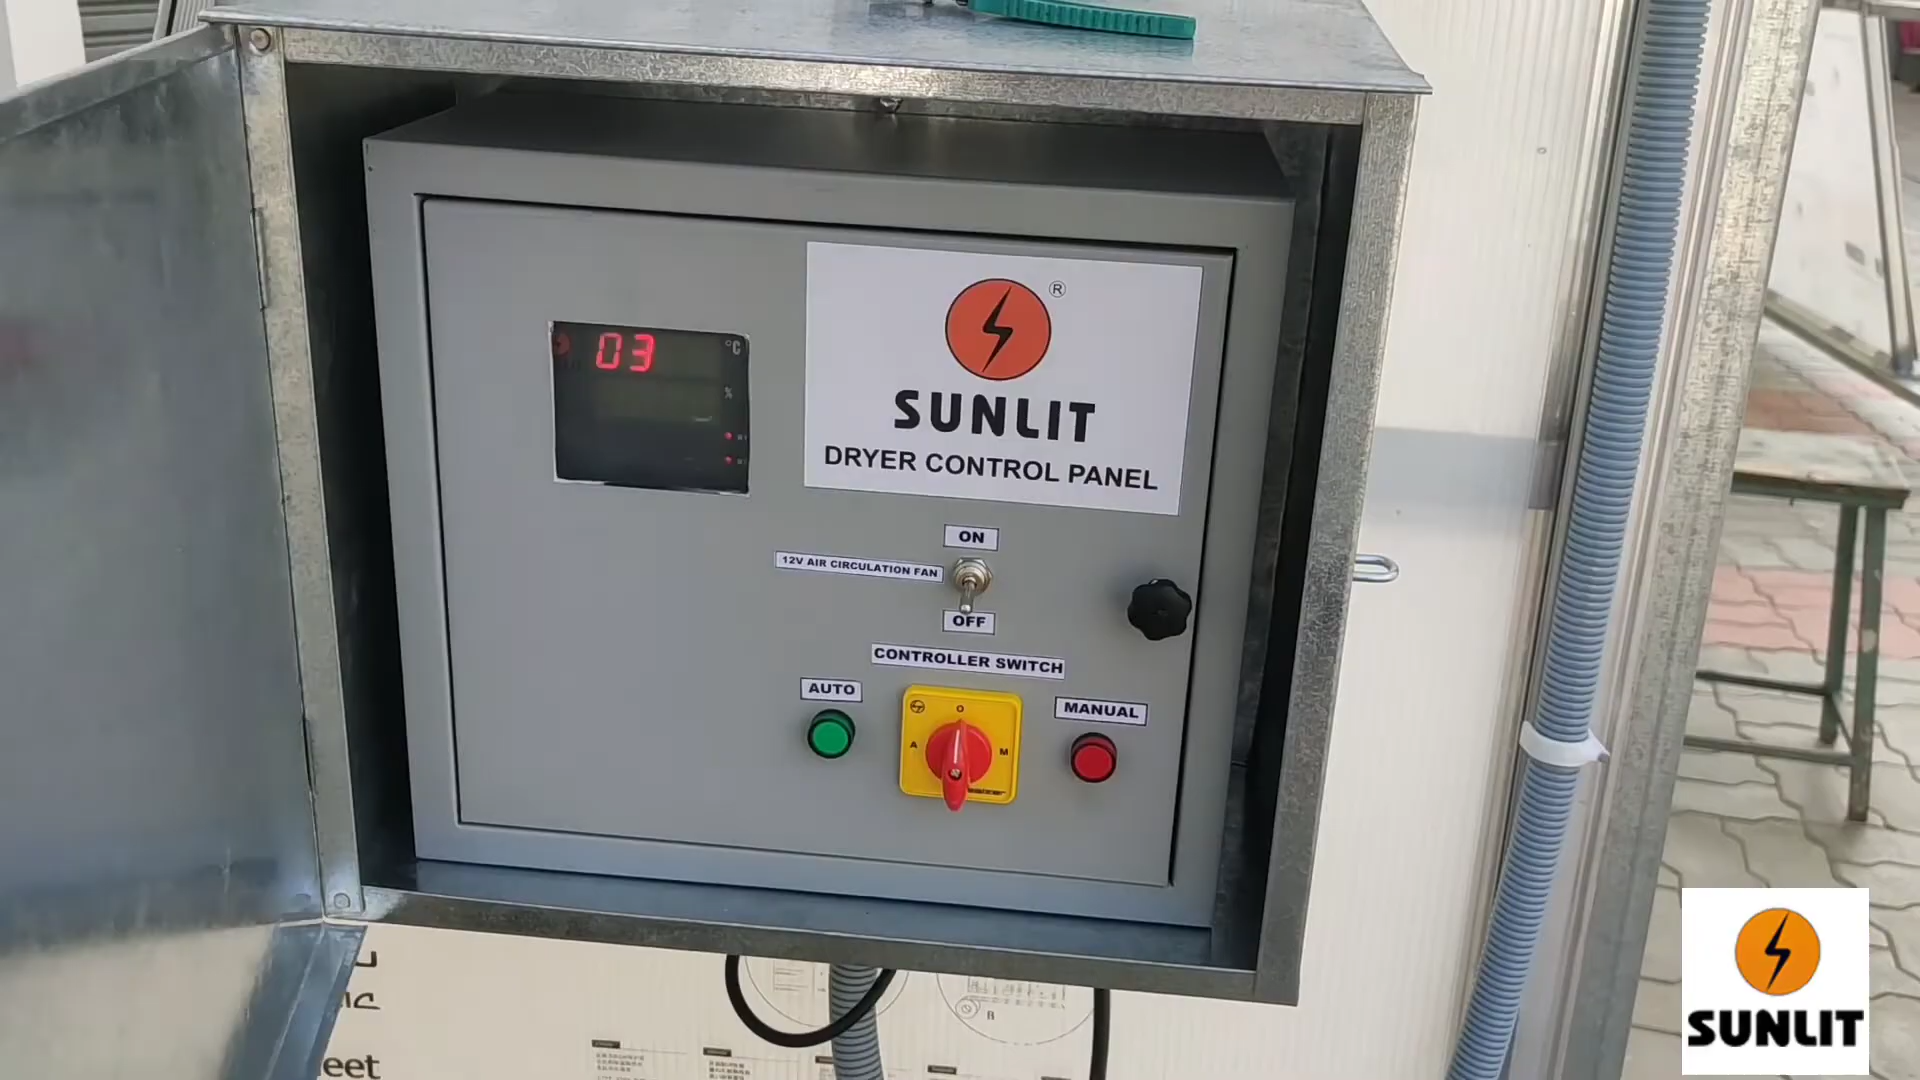 03
°C
%
®
SUNLIT
DRYER CONTROL PANEL
ON
12V AIR CIRCULATION FAN
OFF
CONTROLLER SWITCH
AUTO
MANUAL
O
A
M
R
eet
SUNLIT